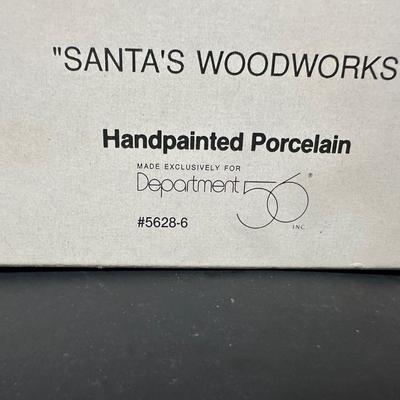 "SANTA'S WOODWORKS
Handpainted Porcelain
MADE EXCLUSIVELY FOR
Department 56 ®
INC.
#5628-6